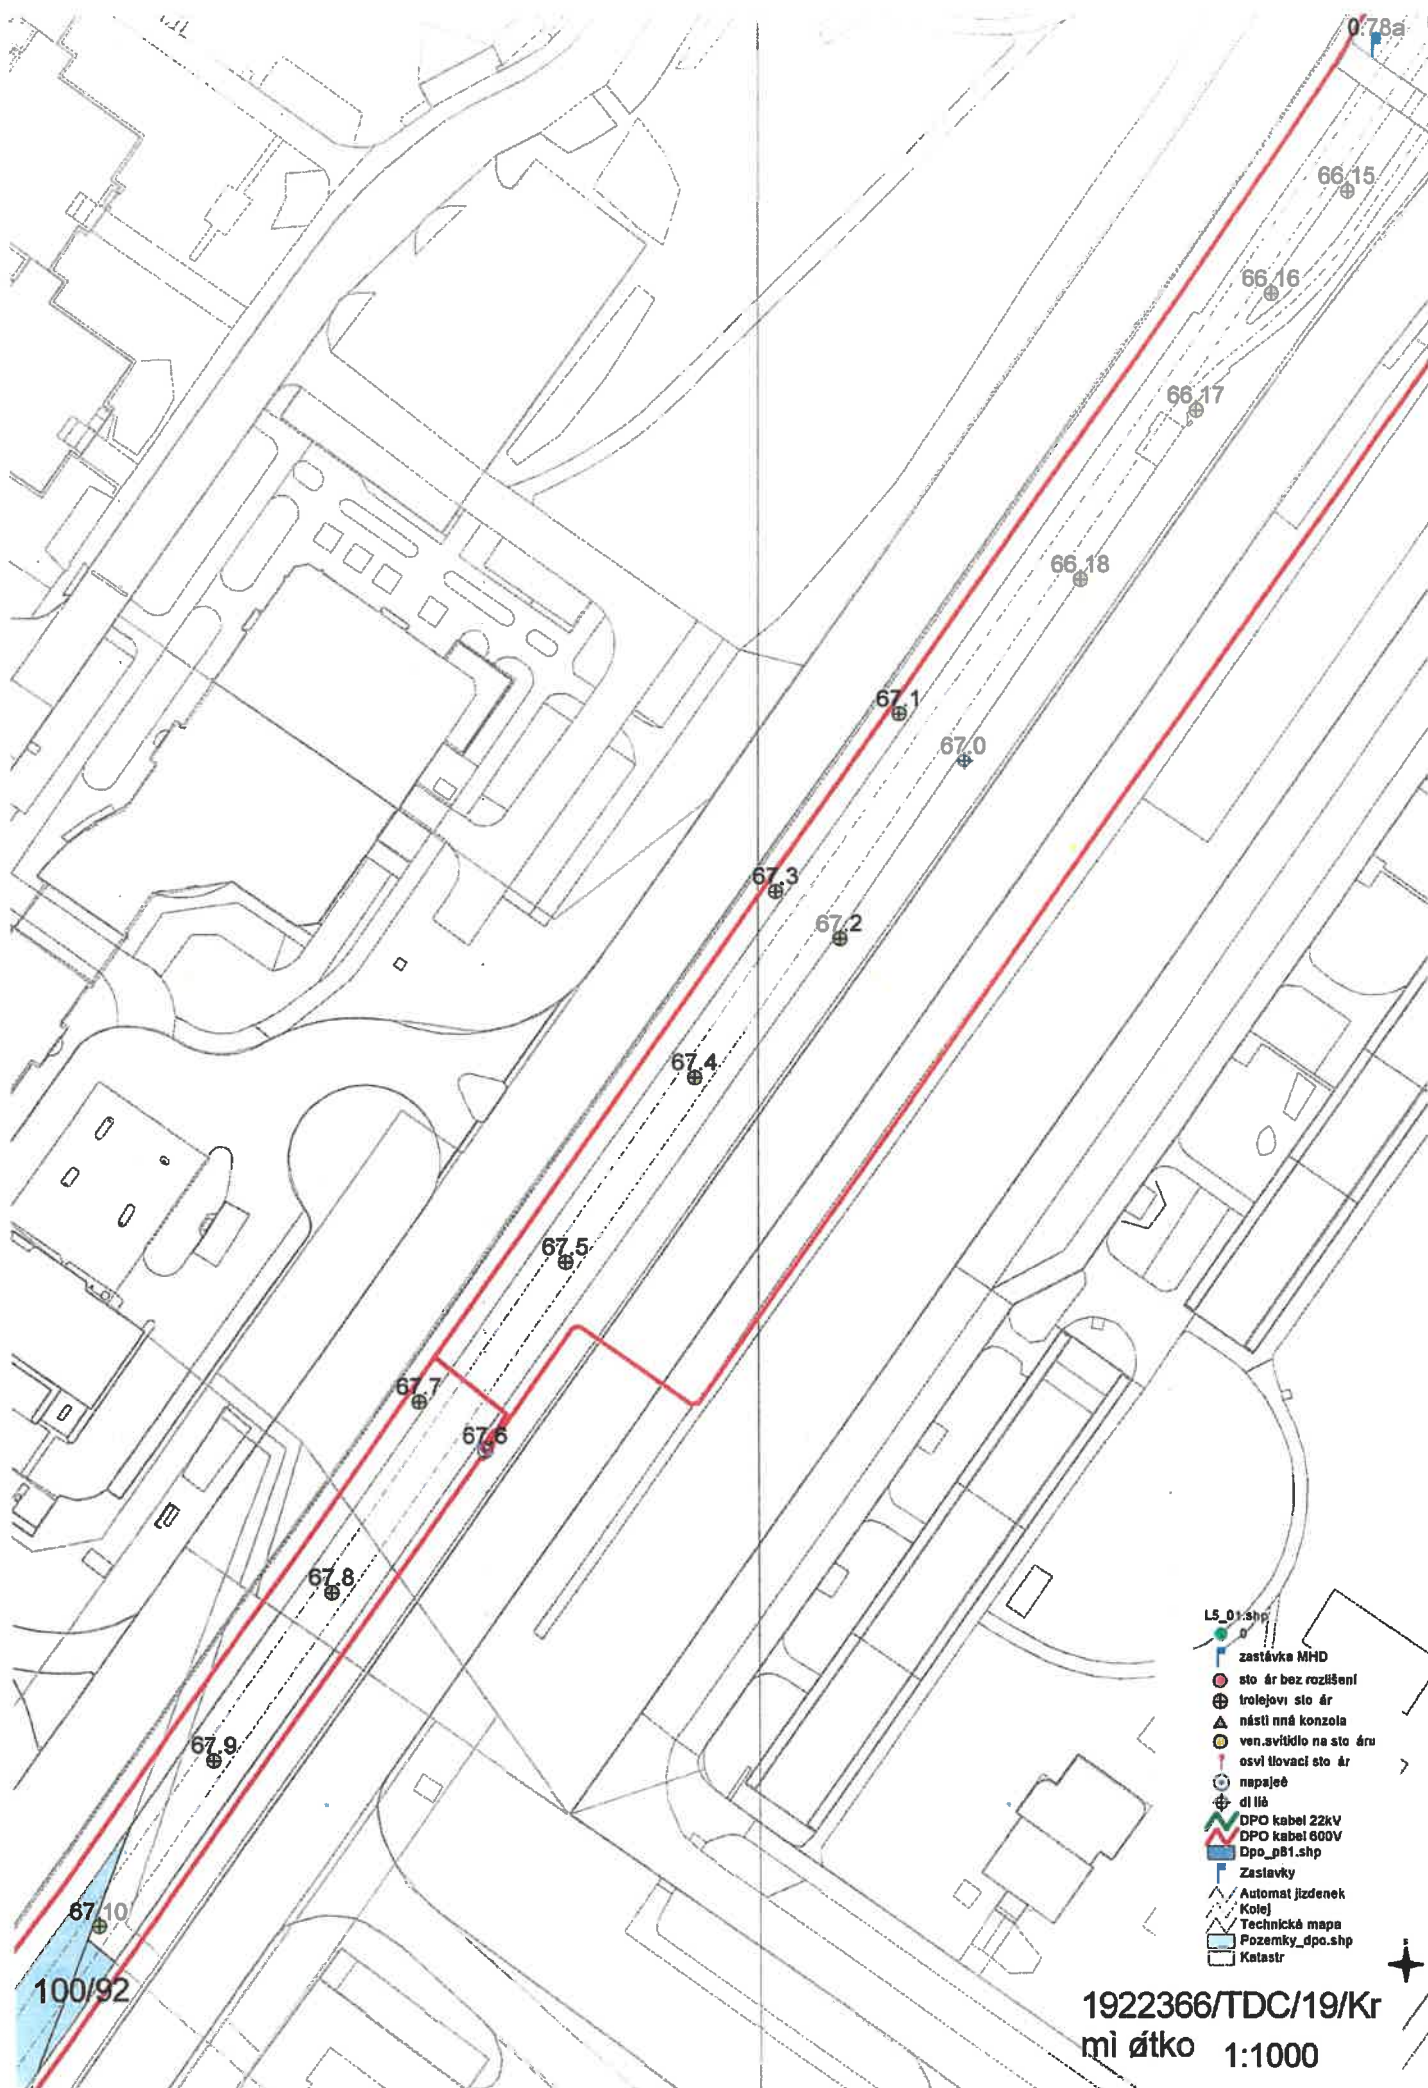 0.78a
66.15
66.16
66.17
66.18
67.1
67.0
67.3
67.2
67.4
67.5
67.7
67.6
67.8
67.9
67.10
100/92
L5_01.shp
0
zastávka MHD
sto ár bez rozlišení
trolejovı sto ár
násti nná konzola
ven.svítidlo na sto áru
osvi tlovací sto ár
napájeè
di liè
DPO kabel 22kV
DPO kabel 600V
Dpo_p81.shp
Zastavky
Automat jízdenek
Kolej
Technická mapa
Pozemky_dpo.shp
Katastr
s
1922366/TDC/19/Kr
mì øítko 1:1000